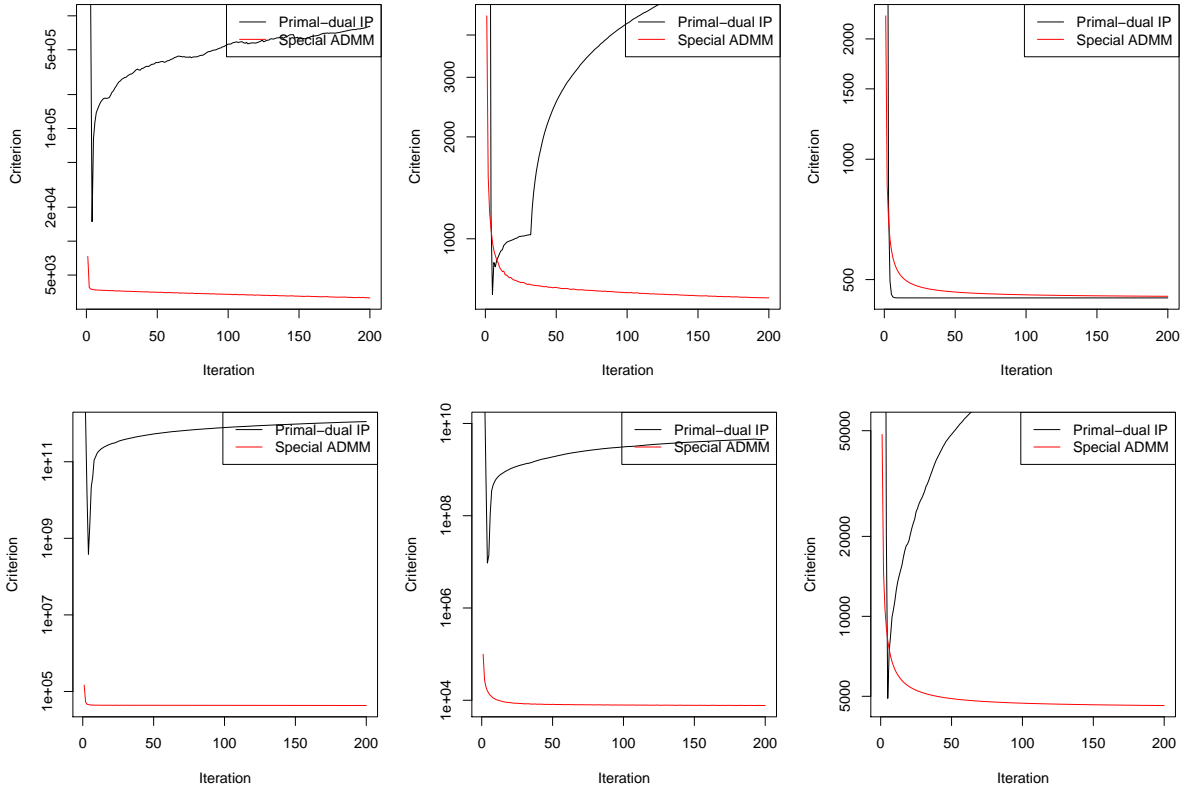 Primal−dual IP
Special ADMM
5e+03 2e+04 1e+05 5e+05
Criterion
0 50 100 150 200
Iteration
Primal−dual IP
Special ADMM
1000 2000 3000
Criterion
0 50 100 150 200
Iteration
Primal−dual IP
Special ADMM
500 1000 1500 2000
Criterion
0 50 100 150 200
Iteration
Primal−dual IP
Special ADMM
1e+05 1e+07 1e+09 1e+11
Criterion
0 50 100 150 200
Iteration
Primal−dual IP
Special ADMM
1e+04 1e+06 1e+08 1e+10
Criterion
0 50 100 150 200
Iteration
Primal−dual IP
Special ADMM
5000 10000 20000 50000
Criterion
0 50 100 150 200
Iteration